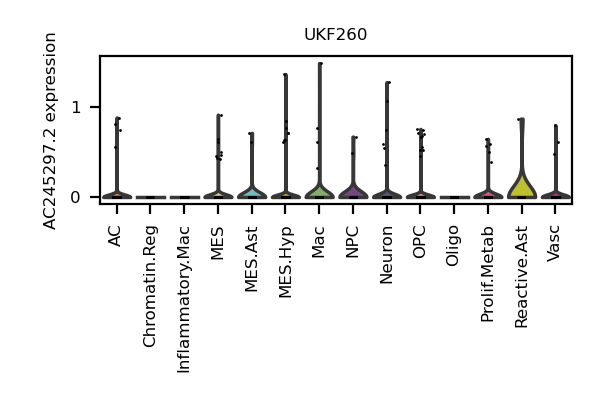 UKF260
AC245297.2 expression
1
0
AC
Chromatin.Reg
Inflammatory.Mac
MES
MES.Ast
MES.Hyp
Mac
NPC
Neuron
OPC
Oligo
Prolif.Metab
Reactive.Ast
Vasc